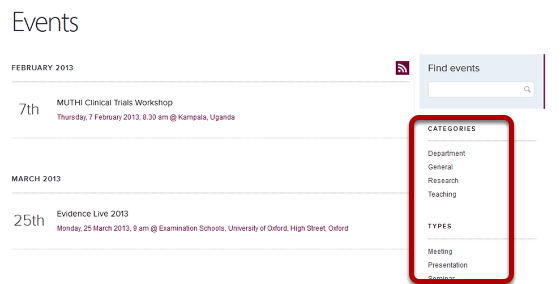 Events
FEBRUARY 2013
7th
MUTHI Clinical Trials Workshop
Thursday, 7 February 2013, 8.30 am @ Kampala, Uganda
MARCH 2013
25th
Evidence Live 2013
Monday, 25 March 2013, 9 am @ Examination Schools, University of Oxford, High Street, Oxford
Find events
CATEGORIES
Department
General
Research
Teaching
TYPES
Meeting
Presentation
Seminar